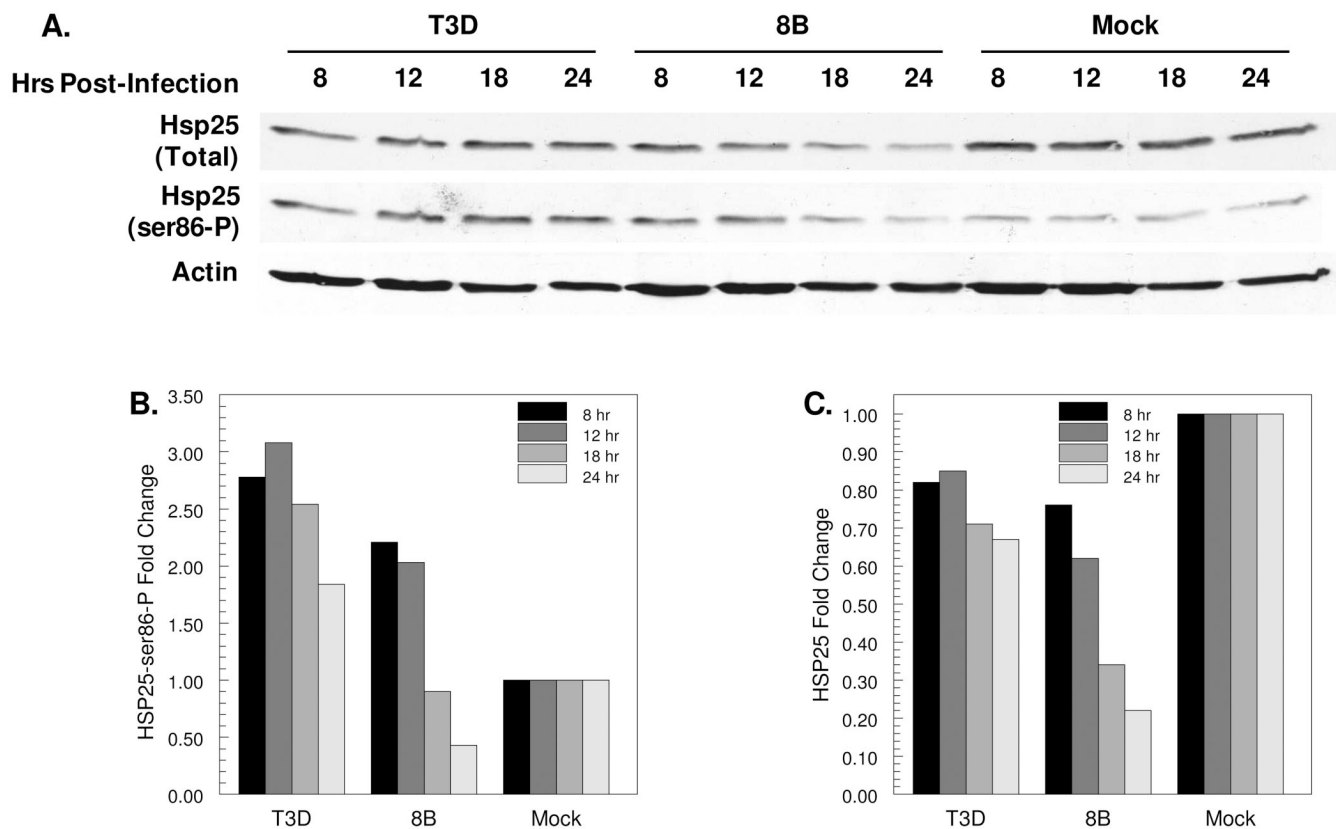 A.
T3D 8B Mock
Hrs Post-Infection 8 12 18 24 8 12 18 24 8 12 18 24
Hsp25
(Total)
Hsp25
(ser86-P)
Actin
B.
HSP25-ser86-P Fold Change
3.50
3.00
2.50
2.00
1.50
1.00
0.50
0.00
8 hr
12 hr
18 hr
24 hr
T3D 8B Mock
C.
HSP25 Fold Change
1.00
0.90
0.80
0.70
0.60
0.50
0.40
0.30
0.20
0.10
0.00
8 hr
12 hr
18 hr
24 hr
T3D 8B Mock